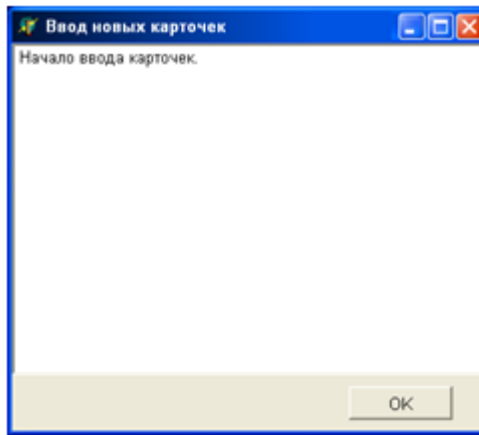 Ввод новых карточек
Начало ввода карточек.
OK